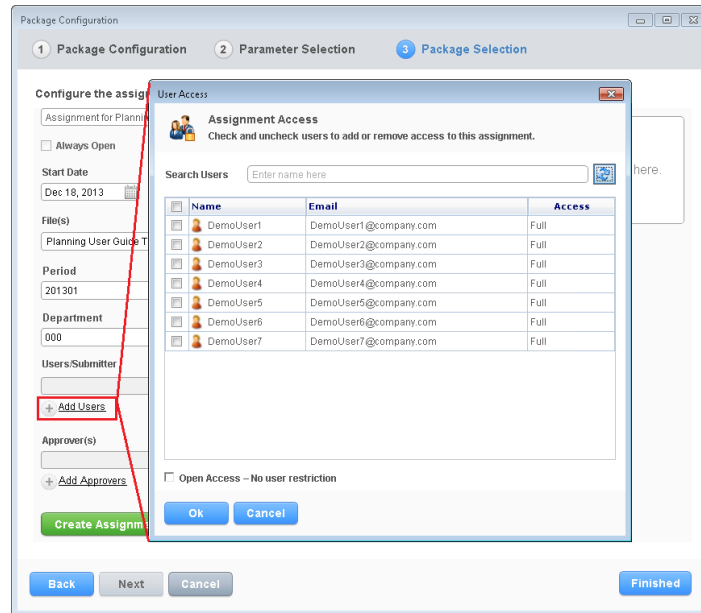 Package Configuration
1 Package Configuration 2 Parameter Selection 3 Package Selection
Configure the assig
Assignment for Plannin
Always Open
Start Date
Dec 18, 2013
File(s)
Planning User Guide T
Period
201301
Department
000
Users/Submitter
+ Add Users
Approver(s)
+ Add Approvers
Create Assignme
here.
User Access
Assignment Access
Check and uncheck users to add or remove access to this assignment.
Search Users Enter name here
Name Email Access
DemoUser1 DemoUser1@company.com Full
DemoUser2 DemoUser2@company.com Full
DemoUser3 DemoUser3@company.com Full
DemoUser4 DemoUser4@company.com Full
DemoUser5 DemoUser5@company.com Full
DemoUser6 DemoUser6@company.com Full
DemoUser7 DemoUser7@company.com Full
Open Access – No user restriction
Ok Cancel
Back Next Cancel Finished